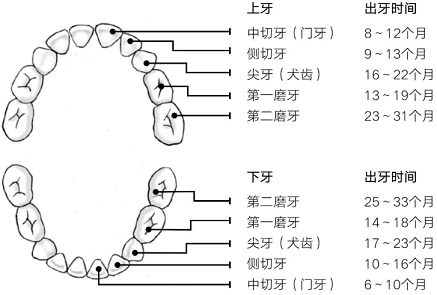 上牙 出牙时间
中切牙（门牙） 8～12个月
侧切牙 9～13个月
尖牙（犬齿） 16～22个月
第一磨牙 13～19个月
第二磨牙 23～31个月
下牙 出牙时间
第二磨牙 25～33个月
第一磨牙 14～18个月
尖牙（犬齿） 17～23个月
侧切牙 10～16个月
中切牙（门牙） 6～10个月